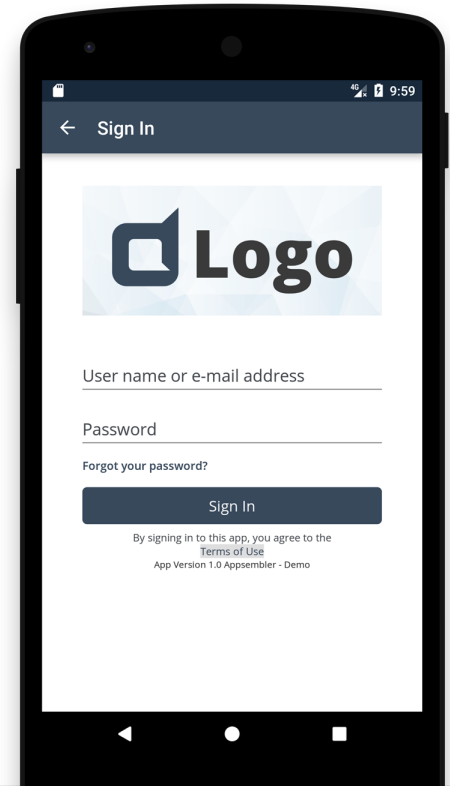 4G 9:59
Sign In
Logo
User name or e-mail address
Password
Forgot your password?
Sign In
By signing in to this app, you agree to the
Terms of Use
App Version 1.0 Appsembler - Demo